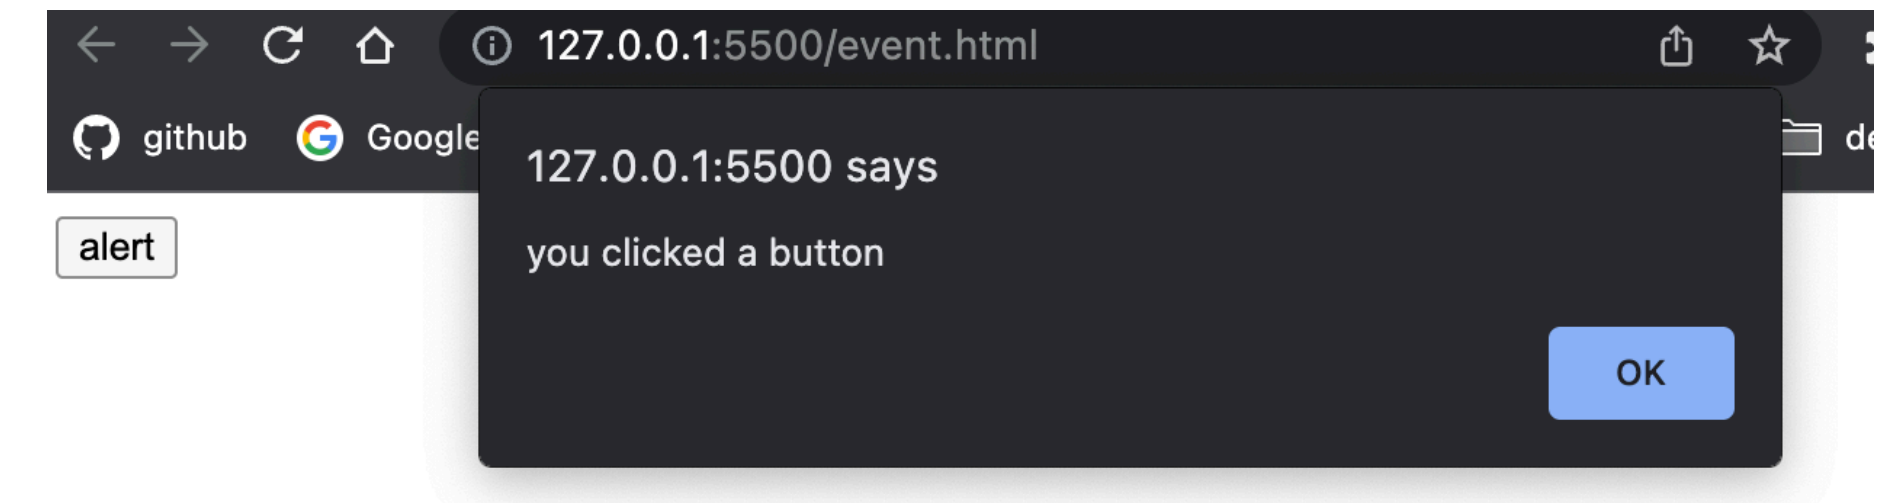 127.0.0.1:5500/event.html
github Google
127.0.0.1:5500 says
alert
you clicked a button
OK